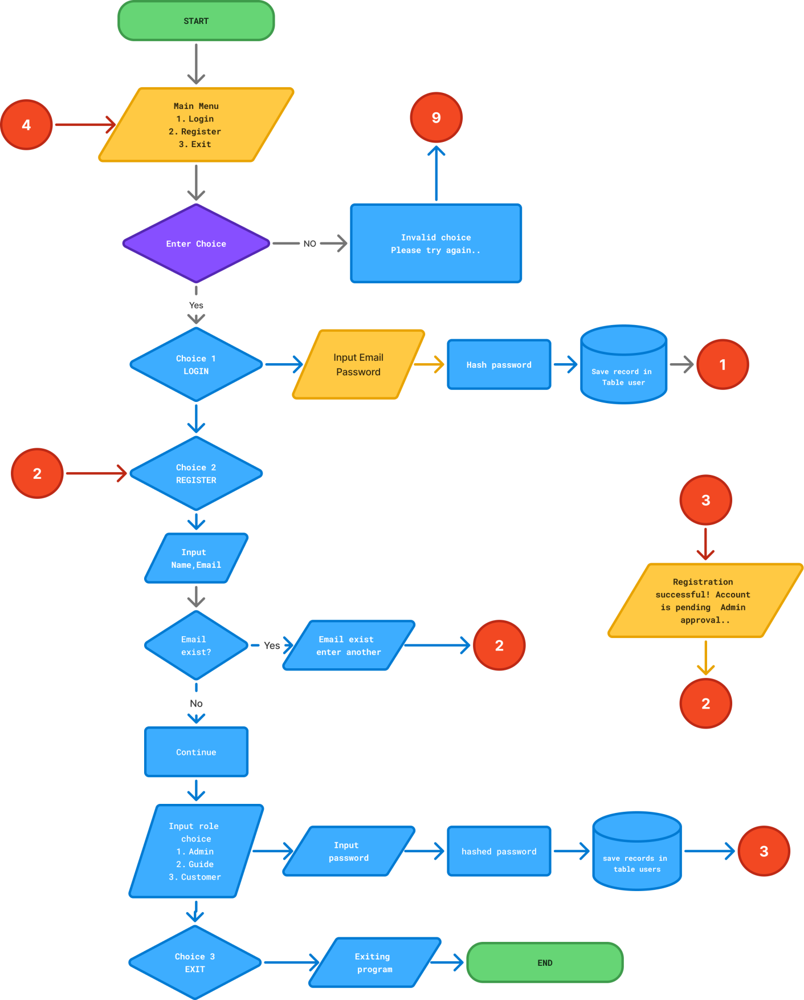 START
4
Main Menu
1. Login
2. Register
3. Exit
9
Enter Choice
NO
Invalid choice
Please try again..
Yes
Choice 1
LOGIN
Input Email
Password
Hash password
Save record in
Table user
1
2
Choice 2
REGISTER
3
Input
Name,Email
Registration
successful! Account
is pending  Admin
approval..
Email
exist?
Yes
Email exist
enter another
2
2
No
Continue
Input role
choice
1. Admin
2. Guide
3. Customer
Input
password
hashed password
save records in
table users
3
Choice 3
EXIT
Exiting
program
END